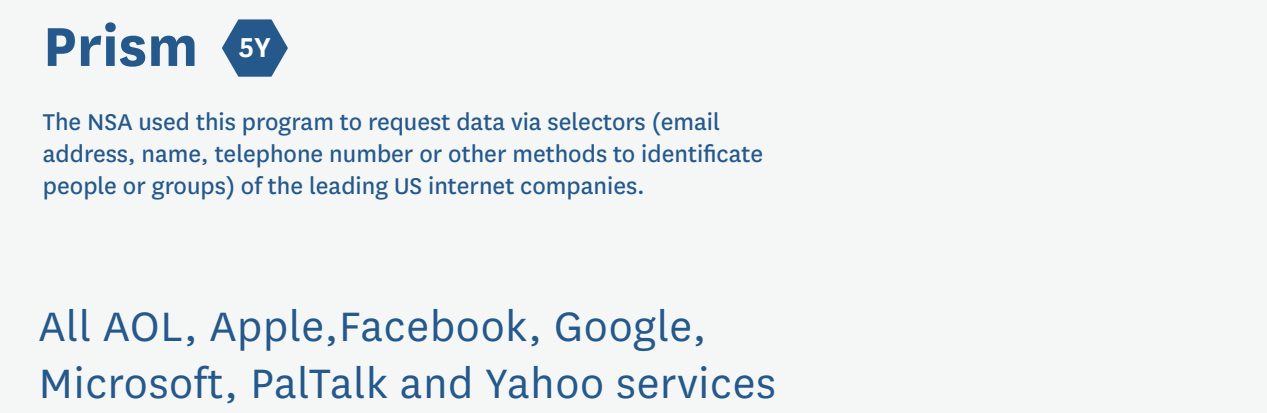 Prism 5Y
The NSA used this program to request data via selectors (email
address, name, telephone number or other methods to identificate
people or groups) of the leading US internet companies.
All AOL, Apple,Facebook, Google,
Microsoft, PalTalk and Yahoo services